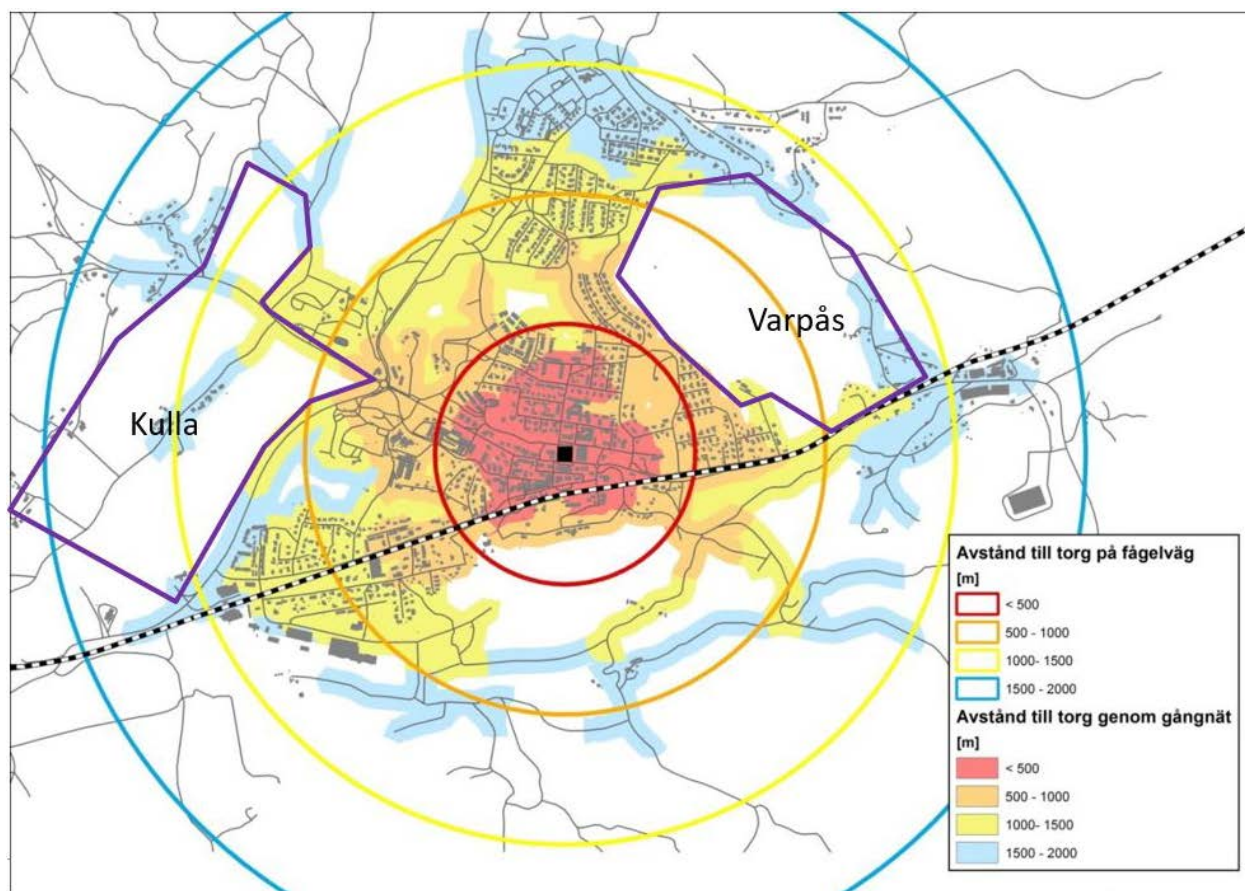 Varpås
Kulla
Avstånd till torg på fågelväg
[m]
< 500
500 - 1000
1000- 1500
1500 - 2000
Avstånd till torg genom gångnät
[m]
< 500
500 - 1000
1000- 1500
1500 - 2000